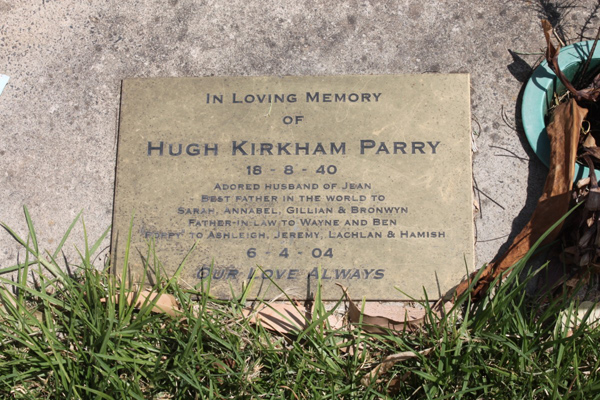 In Loving Memory
of
Hugh Kirkham Parry
18 - 8 - 40
Adored husband of Jean
Best father in the world to
Sarah, Annabel, Gillian & Bronwyn
Father-in law to Wayne and Ben
Poppy to Ashleigh, Jeremy, Lachlan & Hamish
6 - 4 - 04
Our Love Always